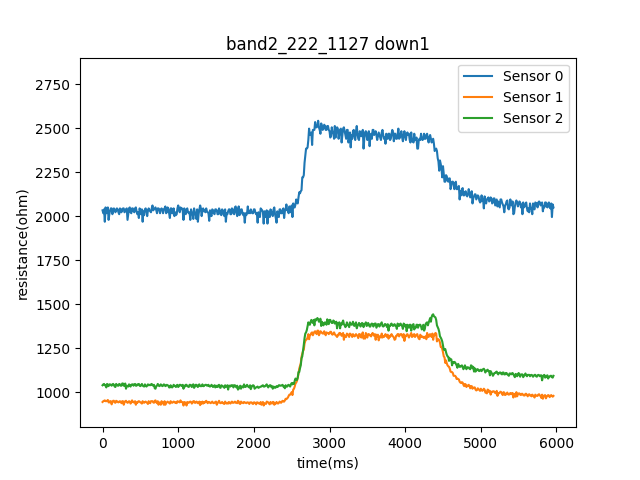 band2_222_1127 down1
Sensor 0
Sensor 1
Sensor 2
resistance(ohm)
2750
2500
2250
2000
1750
1500
1250
1000
0 1000 2000 3000 4000 5000 6000
time(ms)